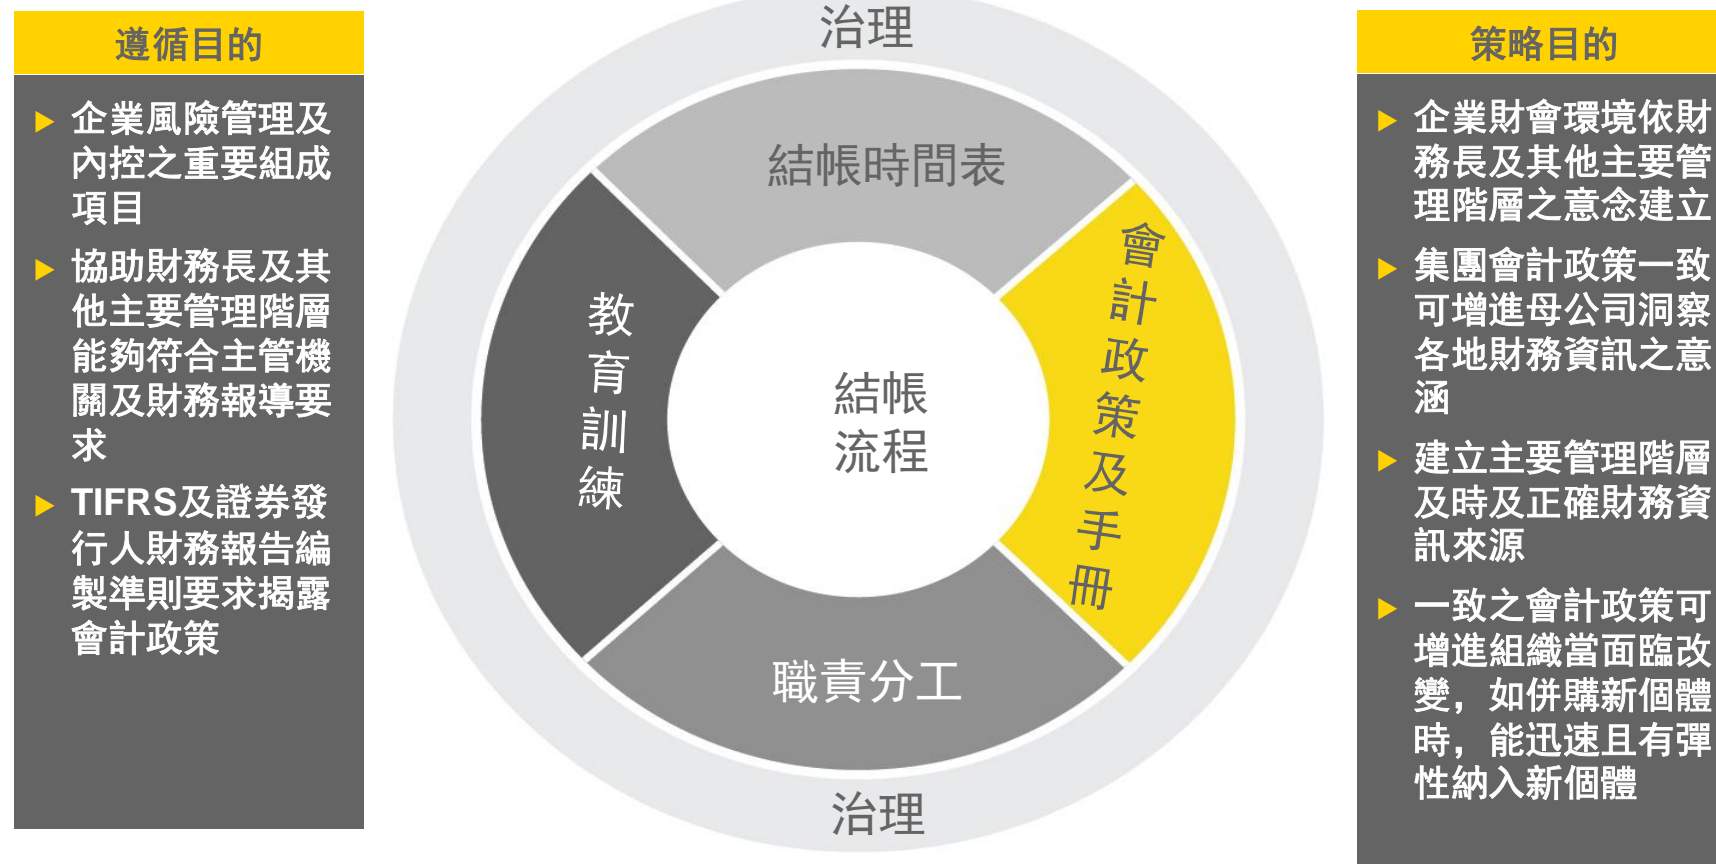 遵循目的
企業風險管理及
內控之重要組成
項目
協助財務長及其
他主要管理階層
能夠符合主管機
關及財務報導要
求
TIFRS及證券發
行人財務報告編
製準則要求揭露
會計政策
治理
結帳時間表
教育訓練
結帳
流程
會計政策及手冊
職責分工
治理
策略目的
企業財會環境依財
務長及其他主要管
理階層之意念建立
集團會計政策一致
可增進母公司洞察
各地財務資訊之意
涵
建立主要管理階層
及時及正確財務資
訊來源
一致之會計政策可
增進組織當面臨改
變，如併購新個體
時，能迅速且有彈
性納入新個體